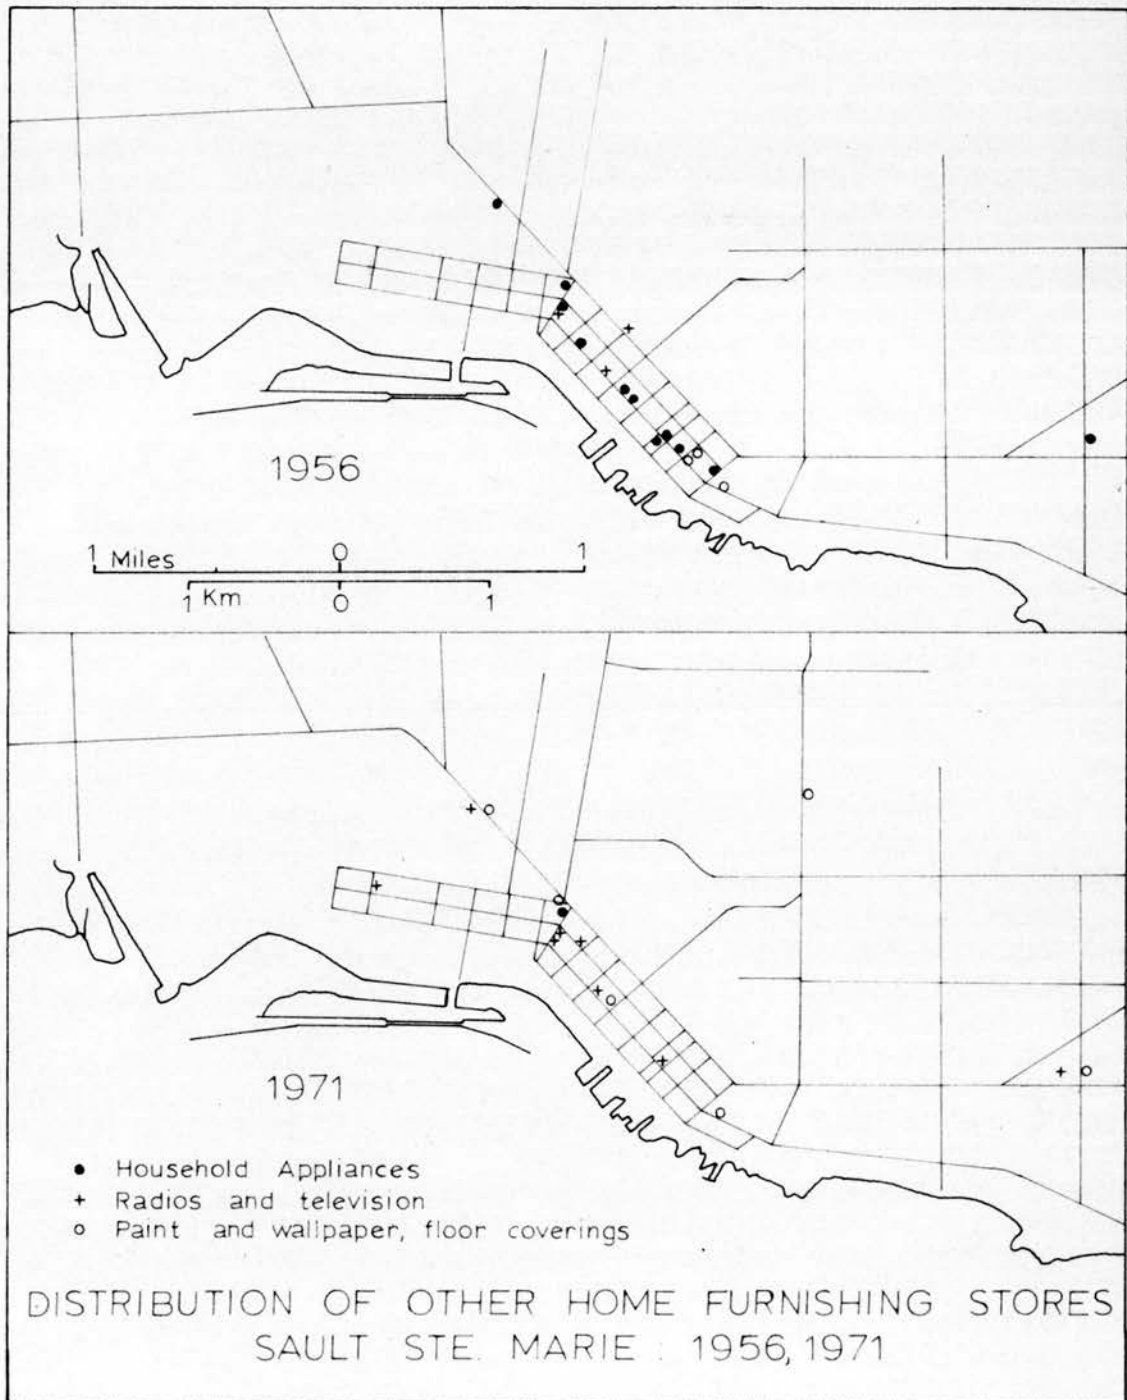 1956
1 Miles 0 1
1 Km 0 1
1971
Household Appliances
Radios and television
Paint and wallpaper, floor coverings
DISTRIBUTION OF OTHER HOME FURNISHING STORES
SAULT STE. MARIE : 1956, 1971